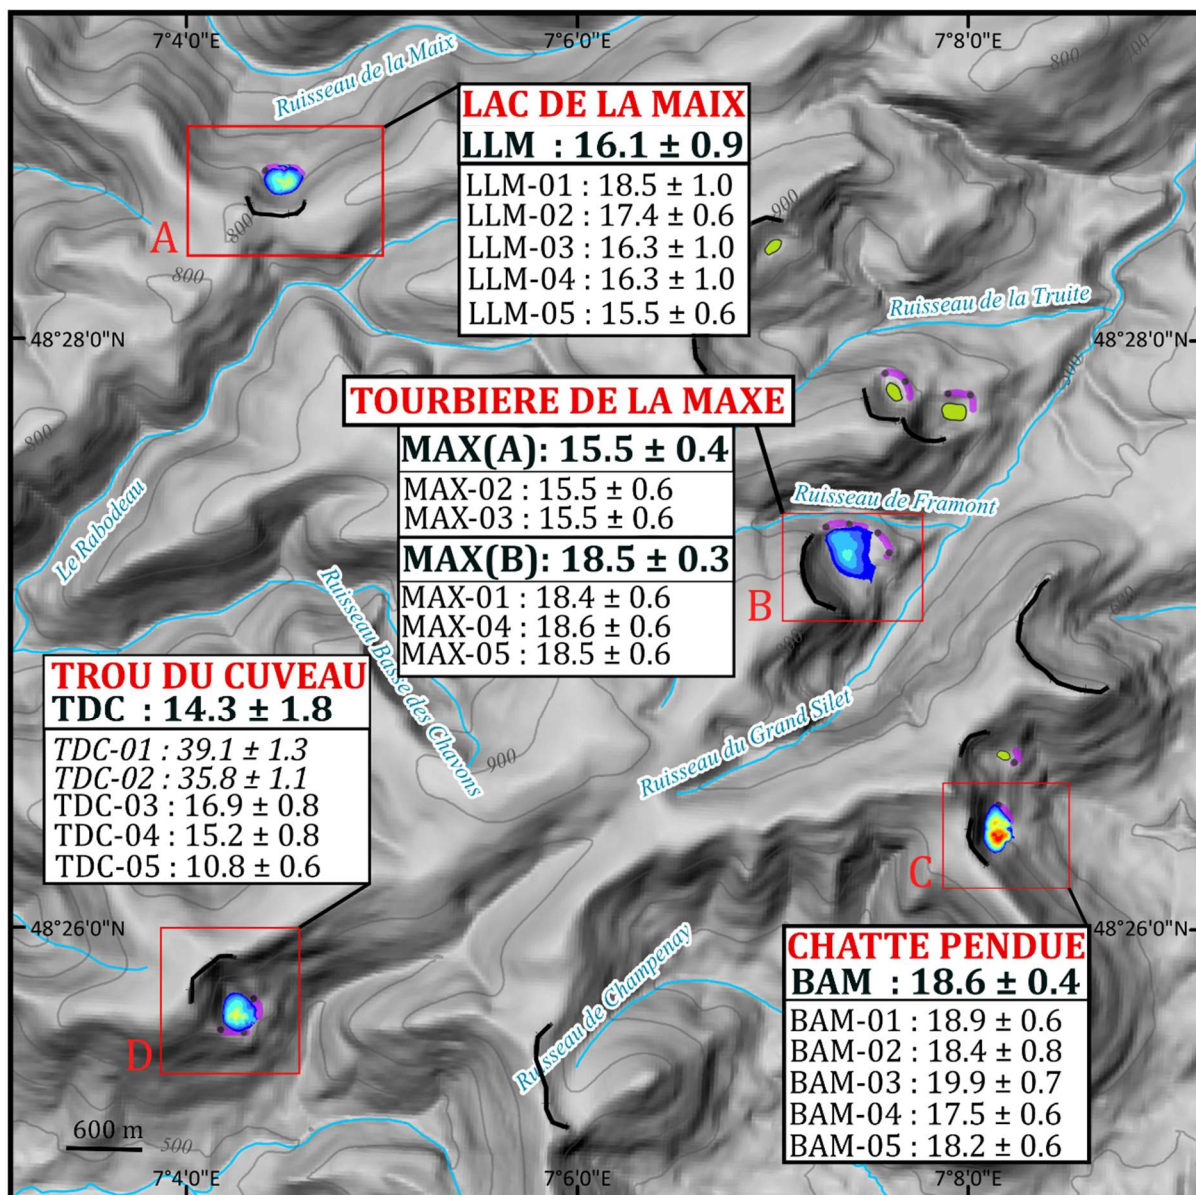 7°4'0"E
7°6'0"E
7°8'0"E
Ruisseau de la Maix
800
700
LAC DE LA MAIX
LLM : 16.1 ± 0.9
LLM-01 : 18.5 ± 1.0
LLM-02 : 17.4 ± 0.6
LLM-03 : 16.3 ± 1.0
LLM-04 : 16.3 ± 1.0
LLM-05 : 15.5 ± 0.6
A
800
800
900
Ruisseau de la Truite
48°28'0"N
48°28'0"N
500
TOURBIERE DE LA MAXE
MAX(A): 15.5 ± 0.4
MAX-02 : 15.5 ± 0.6
MAX-03 : 15.5 ± 0.6
MAX(B): 18.5 ± 0.3
MAX-01 : 18.4 ± 0.6
MAX-04 : 18.6 ± 0.6
MAX-05 : 18.5 ± 0.6
800
Le Rabodeau
Ruisseau de Framont
B
Ruisseau Basse des Chavons
900
Ruisseau du Grand Silet
TROU DU CUVEAU
TDC : 14.3 ± 1.8
TDC-01 : 39.1 ± 1.3
TDC-02 : 35.8 ± 1.1
TDC-03 : 16.9 ± 0.8
TDC-04 : 15.2 ± 0.8
TDC-05 : 10.8 ± 0.6
C
48°26'0"N
48°26'0"N
CHATTE PENDUE
BAM : 18.6 ± 0.4
BAM-01 : 18.9 ± 0.6
BAM-02 : 18.4 ± 0.8
BAM-03 : 19.9 ± 0.7
BAM-04 : 17.5 ± 0.6
BAM-05 : 18.2 ± 0.6
Ruisseau de Champenay
D
600 m
500
7°4'0"E
7°6'0"E
7°8'0"E